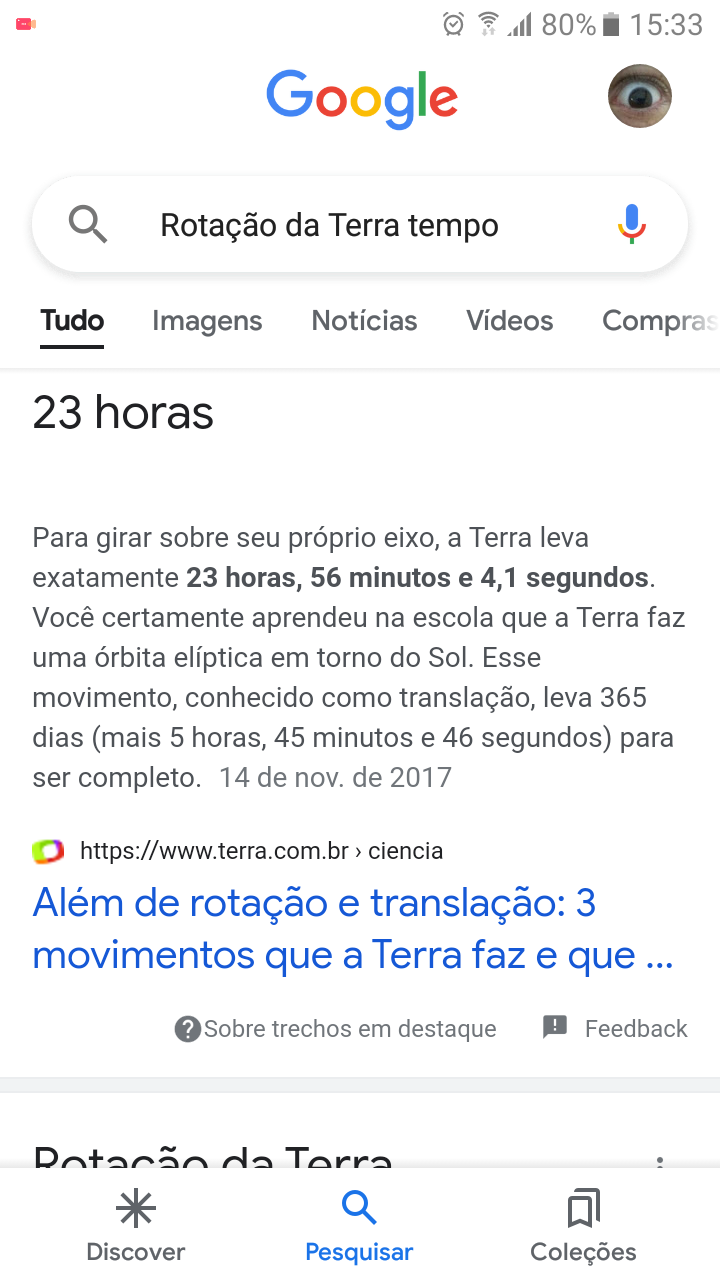 80% 15:33
Google
Rotação da Terra tempo
Tudo Imagens Notícias Vídeos Compras
23 horas
Para girar sobre seu próprio eixo, a Terra leva
exatamente 23 horas, 56 minutos e 4,1 segundos.
Você certamente aprendeu na escola que a Terra faz
uma órbita elíptica em torno do Sol. Esse
movimento, conhecido como translação, leva 365
dias (mais 5 horas, 45 minutos e 46 segundos) para
ser completo. 14 de nov. de 2017
https://www.terra.com.br › ciencia
Além de rotação e translação: 3
movimentos que a Terra faz e que ...
Sobre trechos em destaque Feedback
Rotação da Terra
Discover Pesquisar Coleções